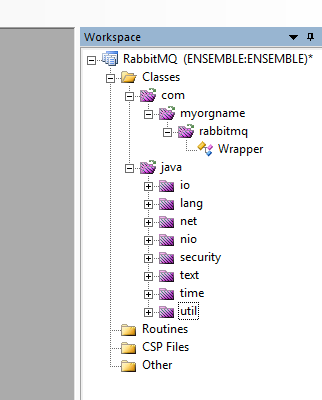 Workspace
RabbitMQ (ENSEMBLE:ENSEMBLE)*
Classes
com
myorgname
rabbitmq
Wrapper
java
io
lang
net
nio
security
text
time
util
Routines
CSP Files
Other